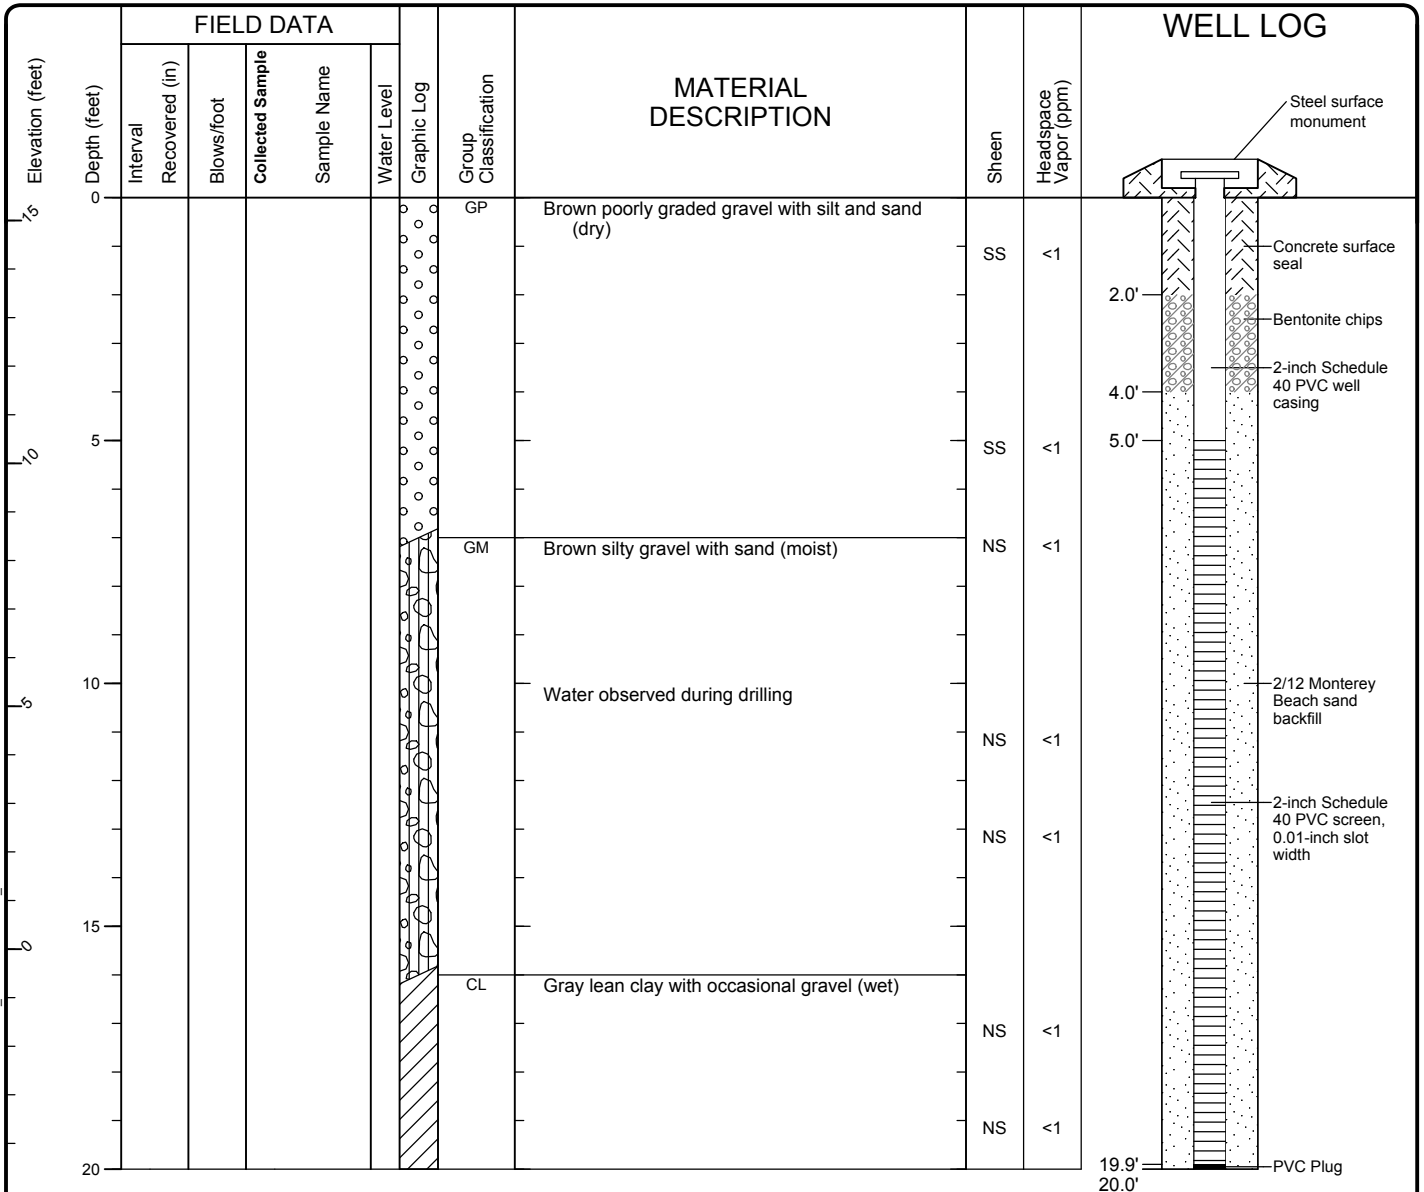 FIELD DATA
WELL LOG
Elevation (feet)
Depth (feet)
Interval
Recovered (in)
Blows/foot
Collected Sample
Sample Name
Water Level
Graphic Log
Group
Classification
MATERIAL
DESCRIPTION
Sheen
Headspace
Vapor (ppm)
Steel surface
monument
0
15
GP
Brown poorly graded gravel with silt and sand
(dry)
SS
<1
Concrete surface
seal
2.0'
Bentonite chips
2-inch Schedule
40 PVC well
casing
4.0'
5
10
SS
<1
5.0'
GM
Brown silty gravel with sand (moist)
NS
<1
10
5
Water observed during drilling
2/12 Monterey
Beach sand
backfill
NS
<1
2-inch Schedule
40 PVC screen,
0.01-inch slot
width
NS
<1
15
0
CL
Gray lean clay with occasional gravel (wet)
NS
<1
NS
<1
20
19.9'
20.0'
PVC Plug